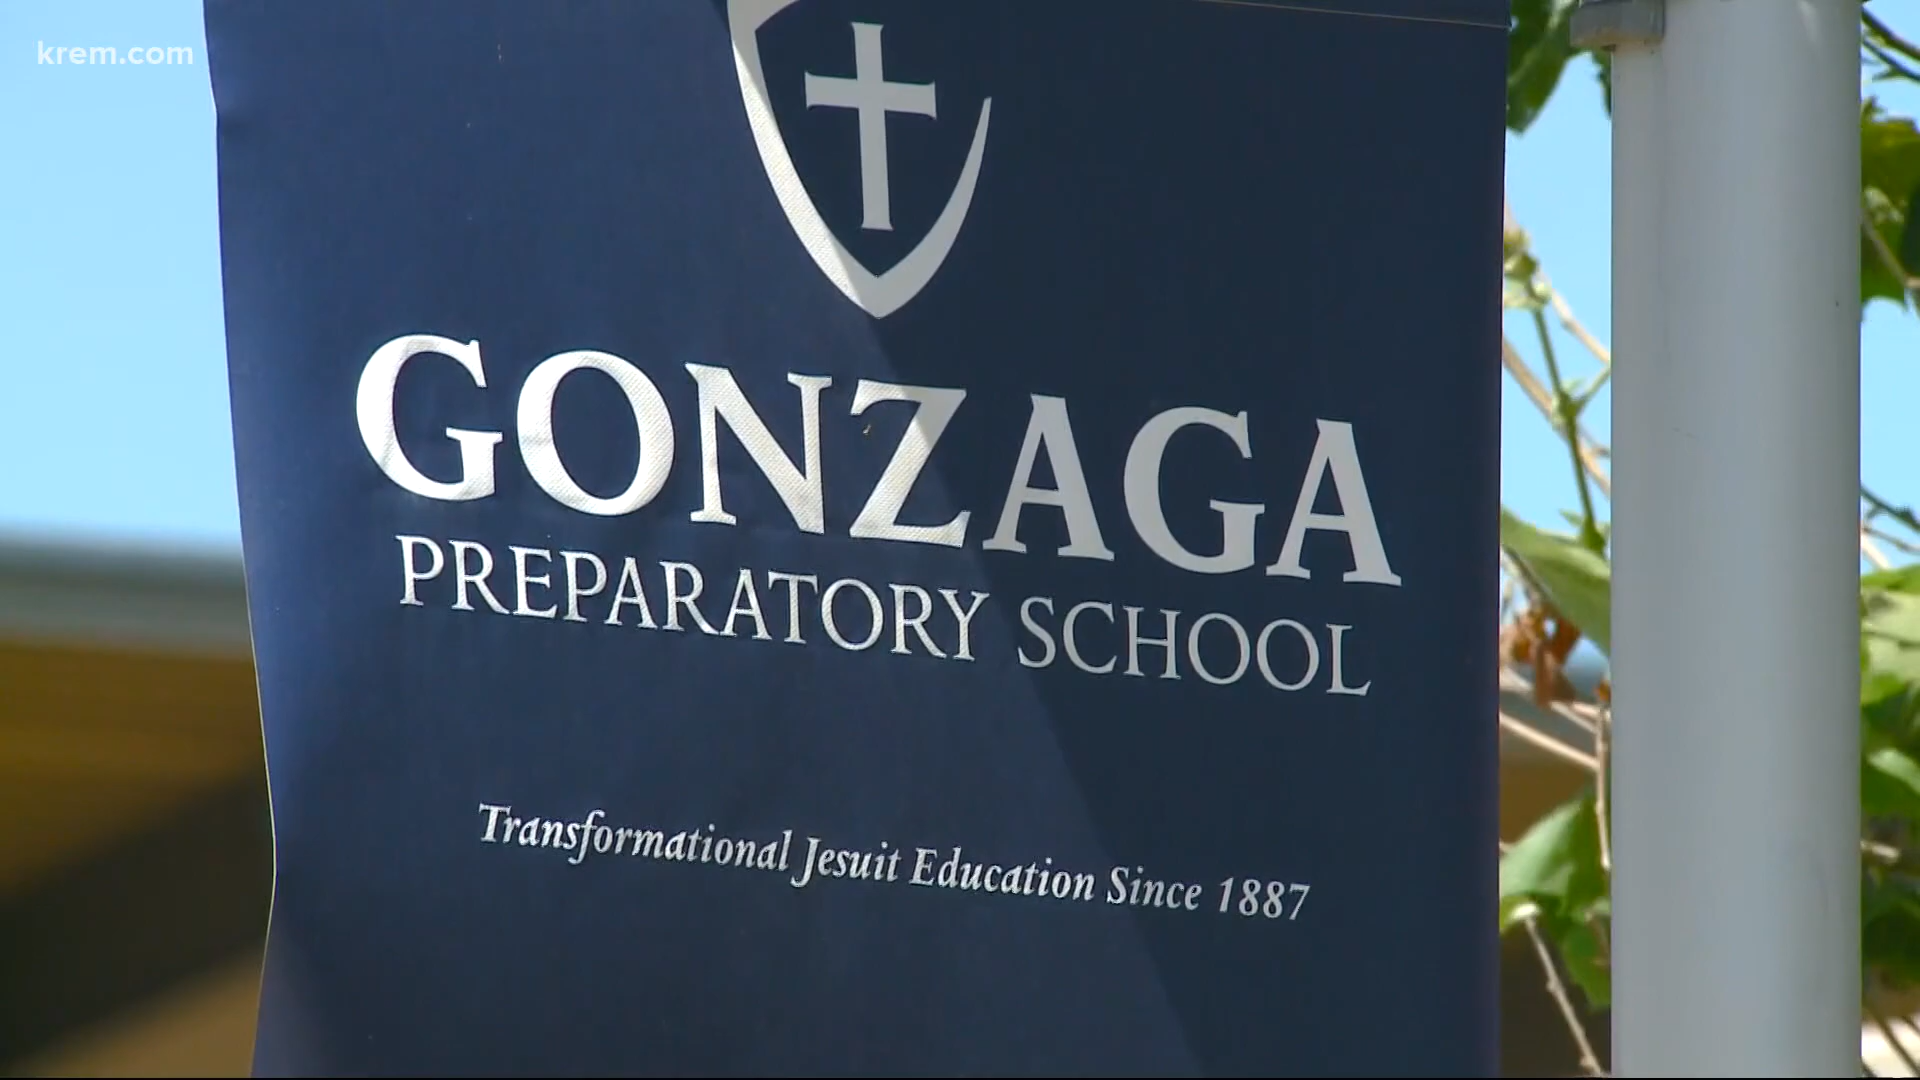 krem.com
GONZAGA
PREPARATORY SCHOOL
Transformational Jesuit Education Since 1887